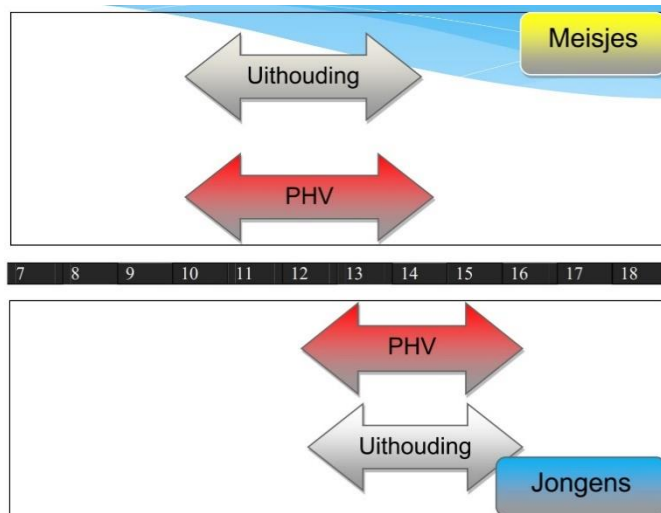 Meisjes
Uithouding
PHV
7 8 9 10 11 12 13 14 15 16 17 18
PHV
Uithouding
Jongens